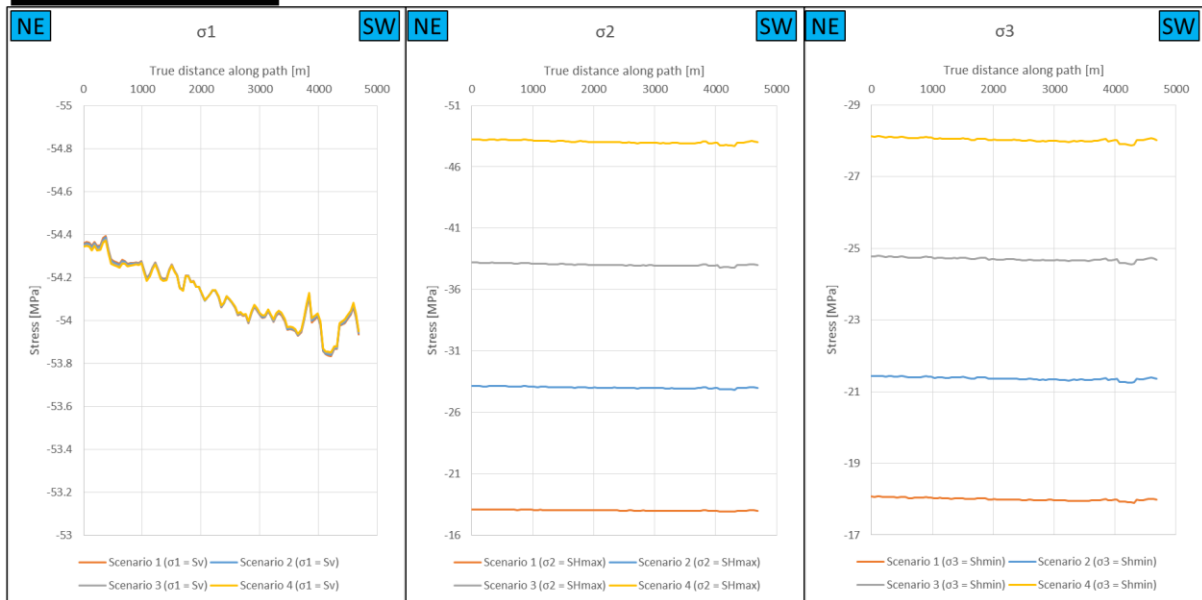 NE σ1 SW
True distance along path [m]
0 1000 2000 3000 4000 5000
-55
-54.8
-54.6
-54.4
-54.2
-54
-53.8
-53.6
-53.4
-53.2
-53
Stress [MPa]
Scenario 1 (σ1 = Sv) Scenario 2 (σ1 = Sv)
Scenario 3 (σ1 = Sv) Scenario 4 (σ1 = Sv)
NE σ2 SW
True distance along path [m]
0 1000 2000 3000 4000 5000
-51
-46
-41
-36
-31
-26
-21
-16
Stress [MPa]
Scenario 1 (σ2 = SHmax) Scenario 2 (σ2 = SHmax)
Scenario 3 (σ2 = SHmax) Scenario 4 (σ2 = SHmax)
NE σ3 SW
True distance along path [m]
0 1000 2000 3000 4000 5000
-29
-27
-25
-23
-21
-19
-17
Stress [MPa]
Scenario 1 (σ3 = Shmin) Scenario 2 (σ3 = Shmin)
Scenario 3 (σ3 = Shmin) Scenario 4 (σ3 = Shmin)